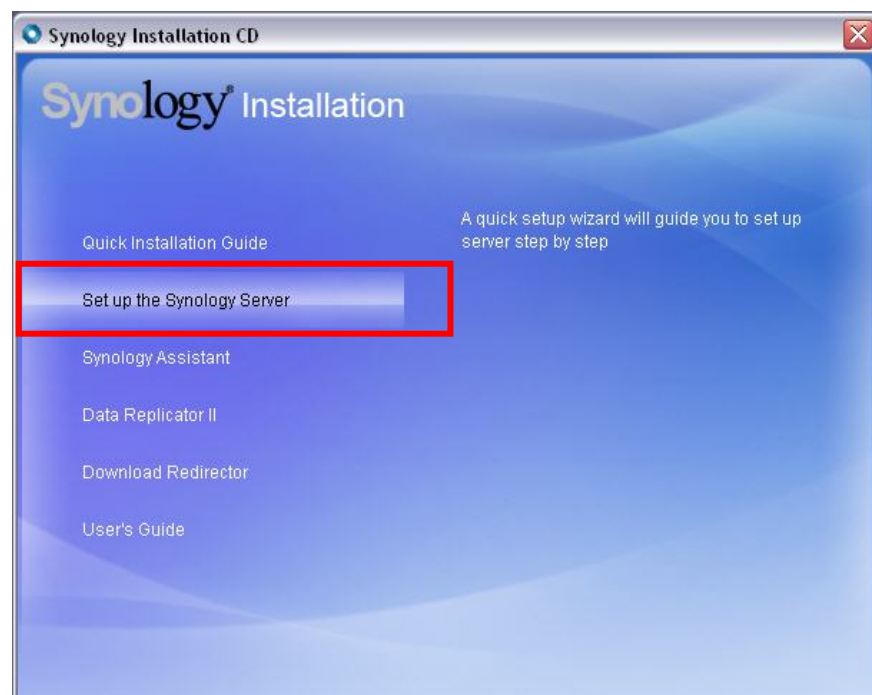 Synology Installation CD
Synology® Installation
Quick Installation Guide
A quick setup wizard will guide you to set up
server step by step
Set up the Synology Server
Synology Assistant
Data Replicator II
Download Redirector
User's Guide